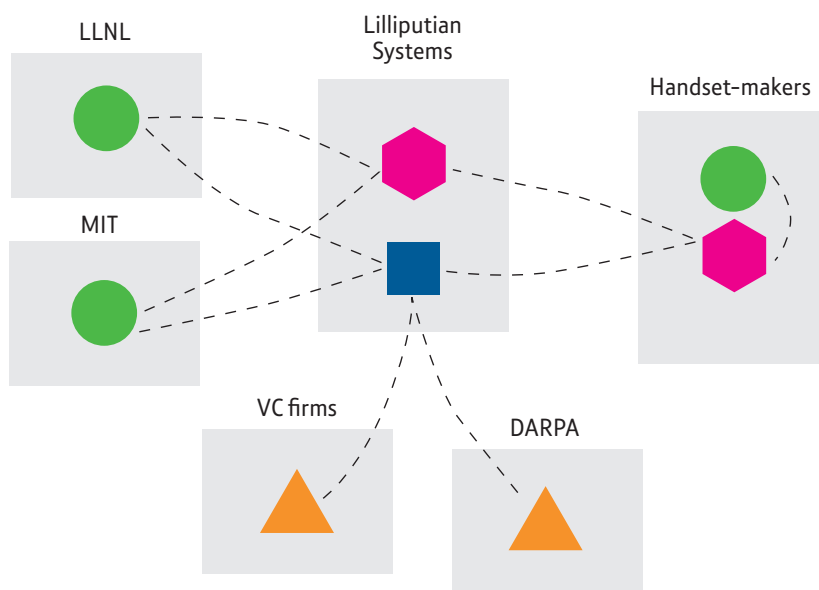 LLNL
Lilliputian
Systems
Handset-makers
MIT
VC firms
DARPA